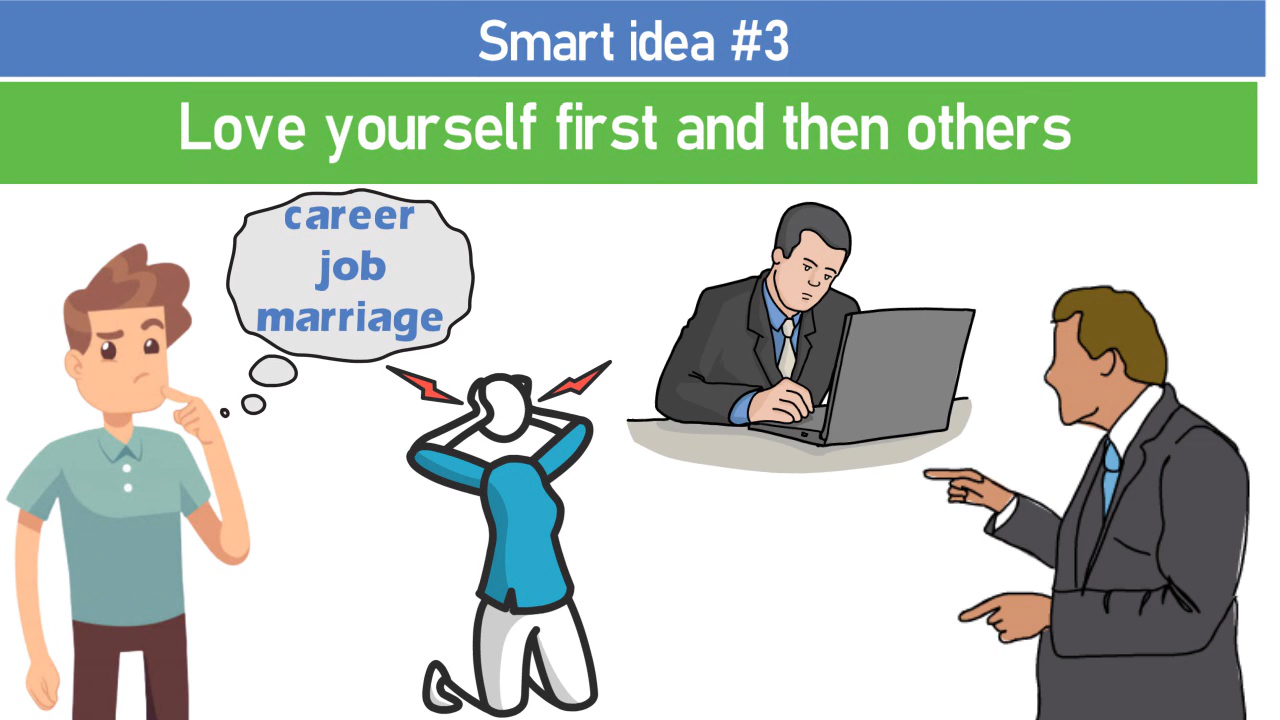 Smart idea #3
Love yourself first and then others
career
job
marriage